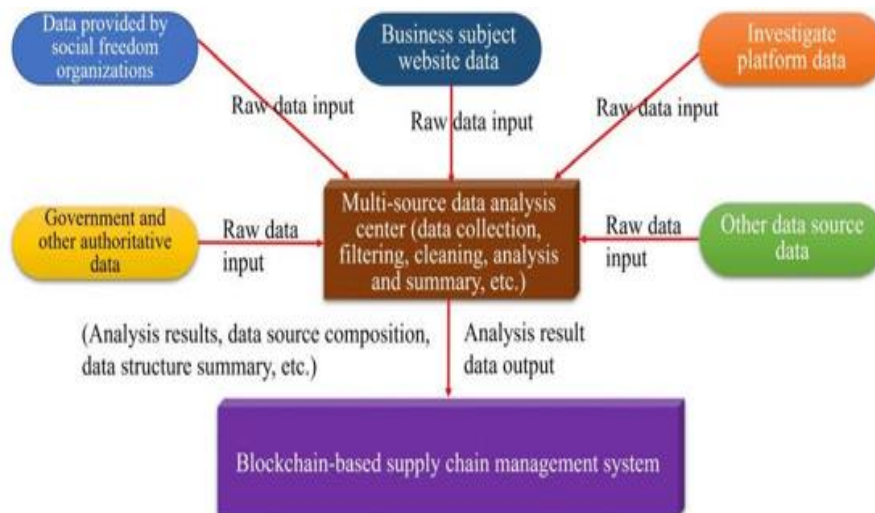 Data provided by
social freedom
organizations
Business subject
website data
Investigate
platform data
Raw data input
Raw data input
Raw data input
Government and
other authoritative
data
Raw data
input
Multi-source data analysis
center (data collection,
filtering, cleaning, analysis
and summary, etc.)
Raw data
input
Other data source
data
(Analysis results, data source composition,
data structure summary, etc.)
Analysis result
data output
Blockchain-based supply chain management system